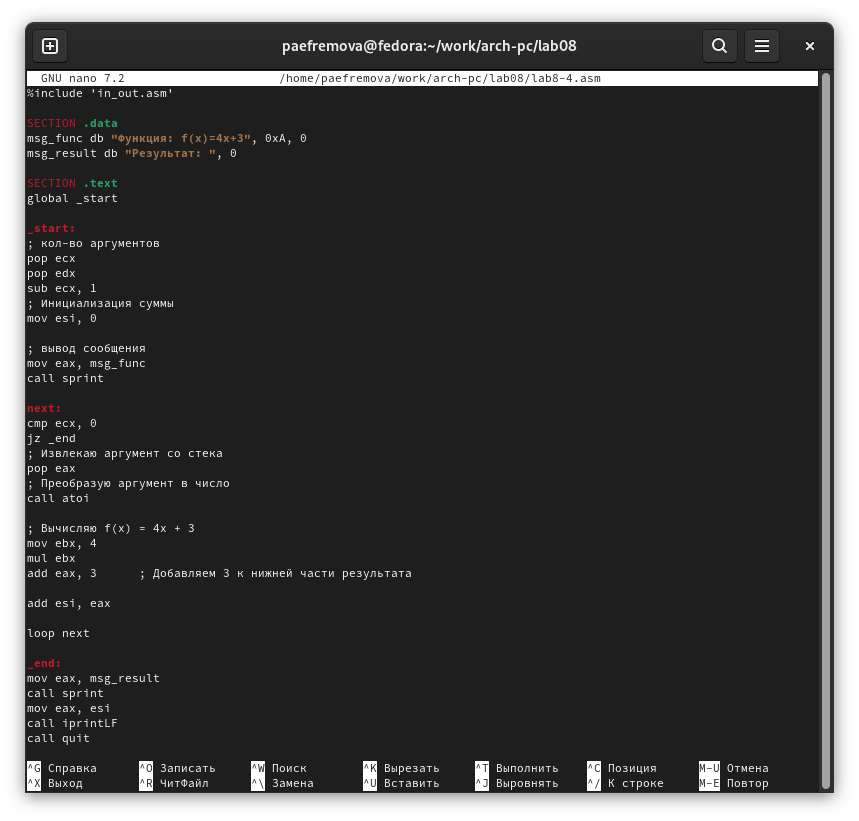 paefremova@fedora:~/work/arch-pc/lab08
GNU nano 7.2 /home/paefremova/work/arch-pc/lab08/lab8-4.asm
%include 'in_out.asm'
SECTION .data
msg_func db "Функция: f(x)=4x+3", 0xA, 0
msg_result db "Результат: ", 0
SECTION .text
global _start
_start:
; кол-во аргументов
pop ecx
pop edx
sub ecx, 1
; Инициализация суммы
mov esi, 0
; вывод сообщения
mov eax, msg_func
call sprint
next:
cmp ecx, 0
jz _end
; Извлекаю аргумент со стека
pop eax
; Преобразую аргумент в число
call atoi
; Вычисляю f(x) = 4x + 3
mov ebx, 4
mul ebx
add eax, 3 ; Добавляем 3 к нижней части результата
add esi, eax
loop next
_end:
mov eax, msg_result
call sprint
mov eax, esi
call iprintLF
call quit
^G Справка ^O Записать ^W Поиск ^K Вырезать ^T Выполнить ^C Позиция M-U Отмена
^X Выход ^R ЧитФайл ^\ Замена ^U Вставить ^J Выровнять ^/ К строке M-E Повтор